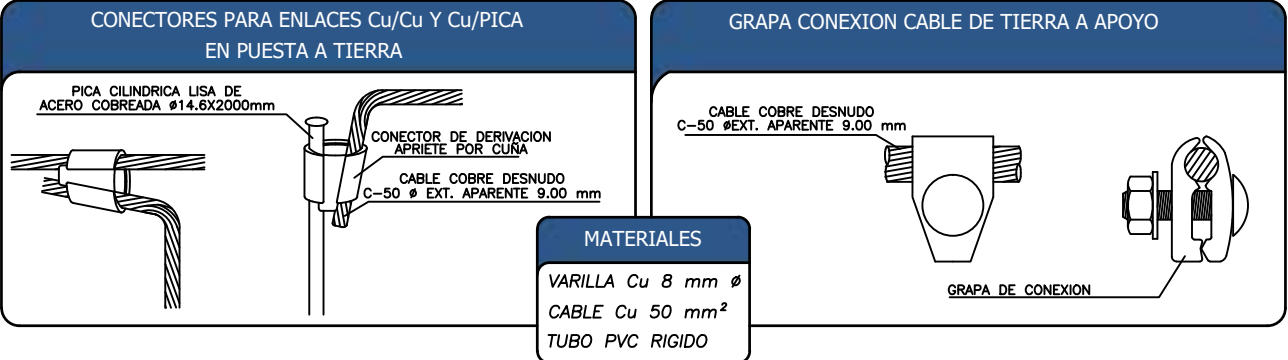 CONECTORES PARA ENLACES Cu/Cu Y Cu/PICA
EN PUESTA A TIERRA
PICA CILINDRICA LISA DE
ACERO COBREADA Ø14.6X2000mm
CONECTOR DE DERIVACION
APRIETE POR CUÑA
CABLE COBRE DESNUDO
C-50 Ø EXT. APARENTE 9.00 mm
GRAPA CONEXION CABLE DE TIERRA A APOYO
CABLE COBRE DESNUDO
C-50 ØEXT. APARENTE 9.00 mm
GRAPA DE CONEXION
MATERIALES
VARILLA Cu 8 mm Ø
CABLE Cu 50 mm²
TUBO PVC RIGIDO